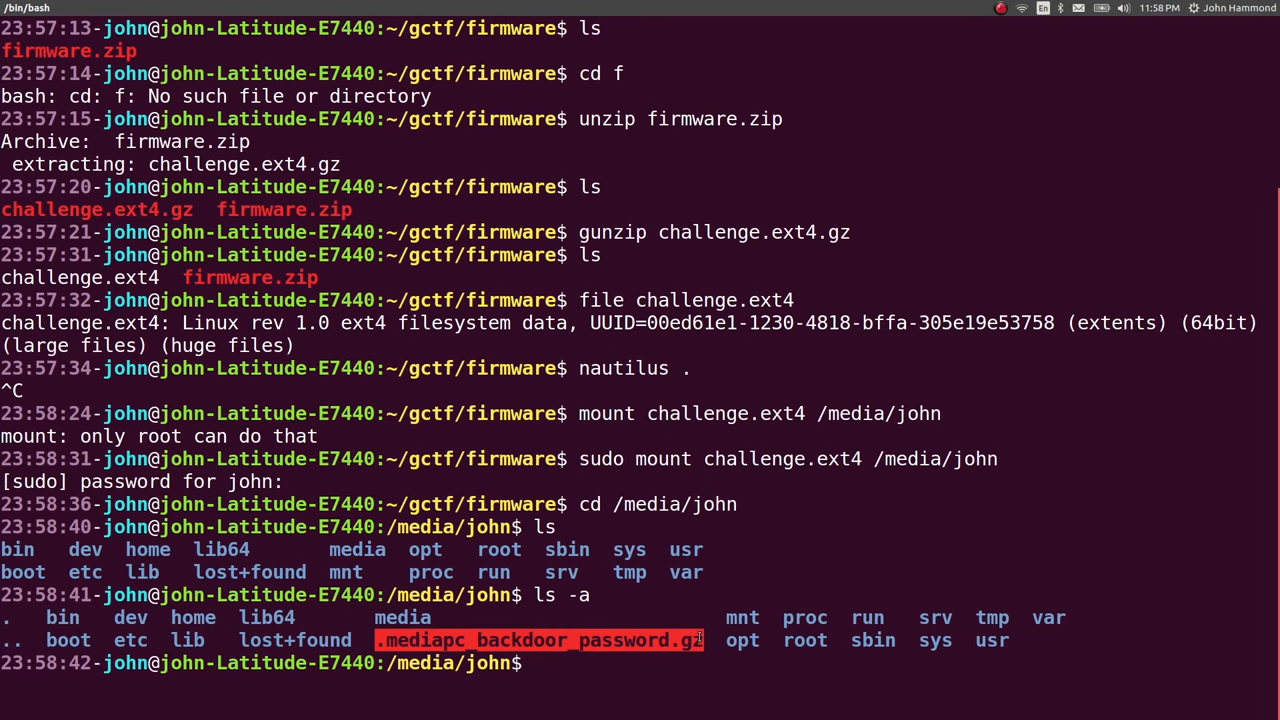 /bin/bash
En
11:58 PM
John Hammond
23:57:13-john@john-Latitude-E7440:~/gctf/firmware$ ls
firmware.zip
23:57:14-john@john-Latitude-E7440:~/gctf/firmware$ cd f
bash: cd: f: No such file or directory
23:57:15-john@john-Latitude-E7440:~/gctf/firmware$ unzip firmware.zip
Archive:  firmware.zip
 extracting: challenge.ext4.gz
23:57:20-john@john-Latitude-E7440:~/gctf/firmware$ ls
challenge.ext4.gz  firmware.zip
23:57:21-john@john-Latitude-E7440:~/gctf/firmware$ gunzip challenge.ext4.gz
23:57:31-john@john-Latitude-E7440:~/gctf/firmware$ ls
challenge.ext4  firmware.zip
23:57:32-john@john-Latitude-E7440:~/gctf/firmware$ file challenge.ext4
challenge.ext4: Linux rev 1.0 ext4 filesystem data, UUID=00ed61e1-1230-4818-bffa-305e19e53758 (extents) (64bit)
(large files) (huge files)
23:57:34-john@john-Latitude-E7440:~/gctf/firmware$ nautilus .
^C
23:58:24-john@john-Latitude-E7440:~/gctf/firmware$ mount challenge.ext4 /media/john
mount: only root can do that
23:58:31-john@john-Latitude-E7440:~/gctf/firmware$ sudo mount challenge.ext4 /media/john
[sudo] password for john:
23:58:36-john@john-Latitude-E7440:~/gctf/firmware$ cd /media/john
23:58:40-john@john-Latitude-E7440:/media/john$ ls
bin   dev  home  lib64       media  opt   root  sbin  sys  usr
boot  etc  lib   lost+found  mnt    proc  run   srv   tmp  var
23:58:41-john@john-Latitude-E7440:/media/john$ ls -a
.   bin   dev  home  lib64       media                          mnt  proc  run   srv  tmp  var
..  boot  etc  lib   lost+found  .mediapc_backdoor_password.gz  opt  root  sbin  sys  usr
23:58:42-john@john-Latitude-E7440:/media/john$